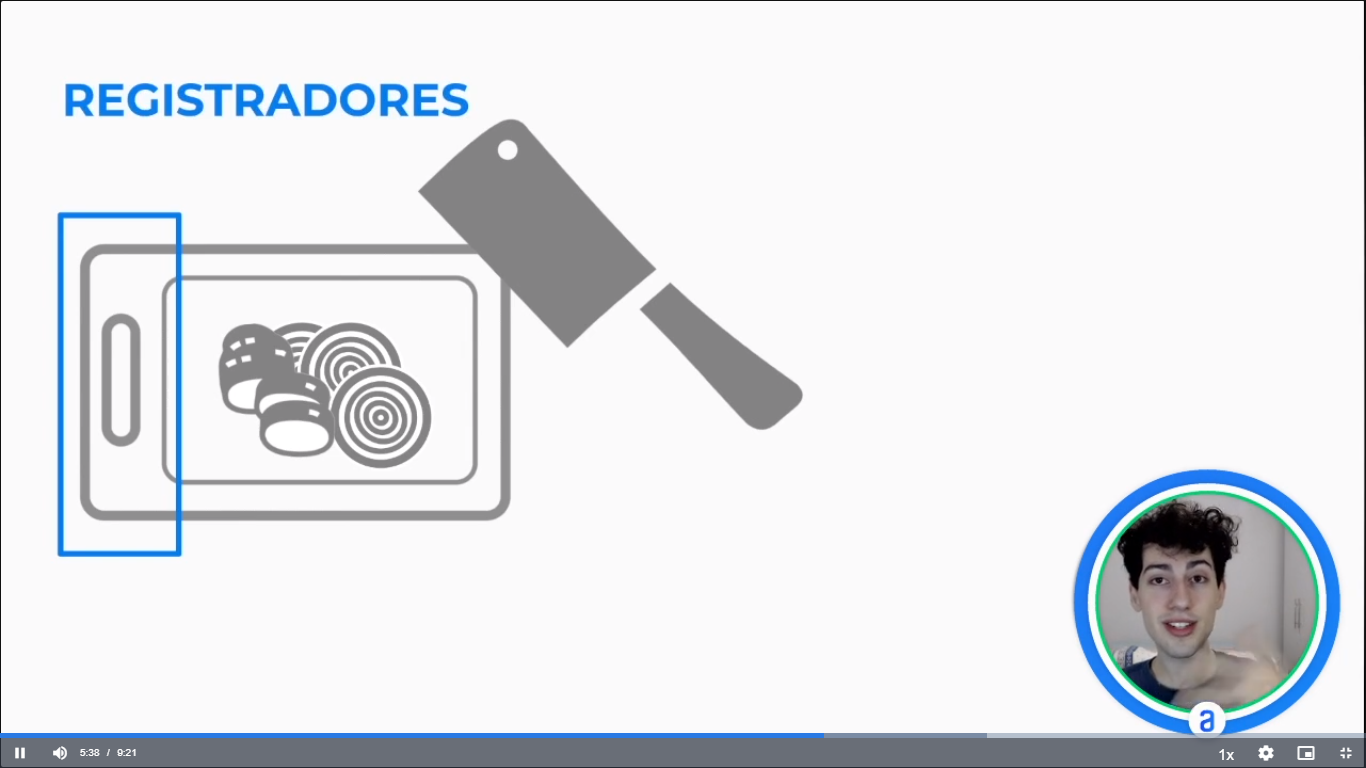 REGISTRADORES
a
5:38 / 9:21
1x